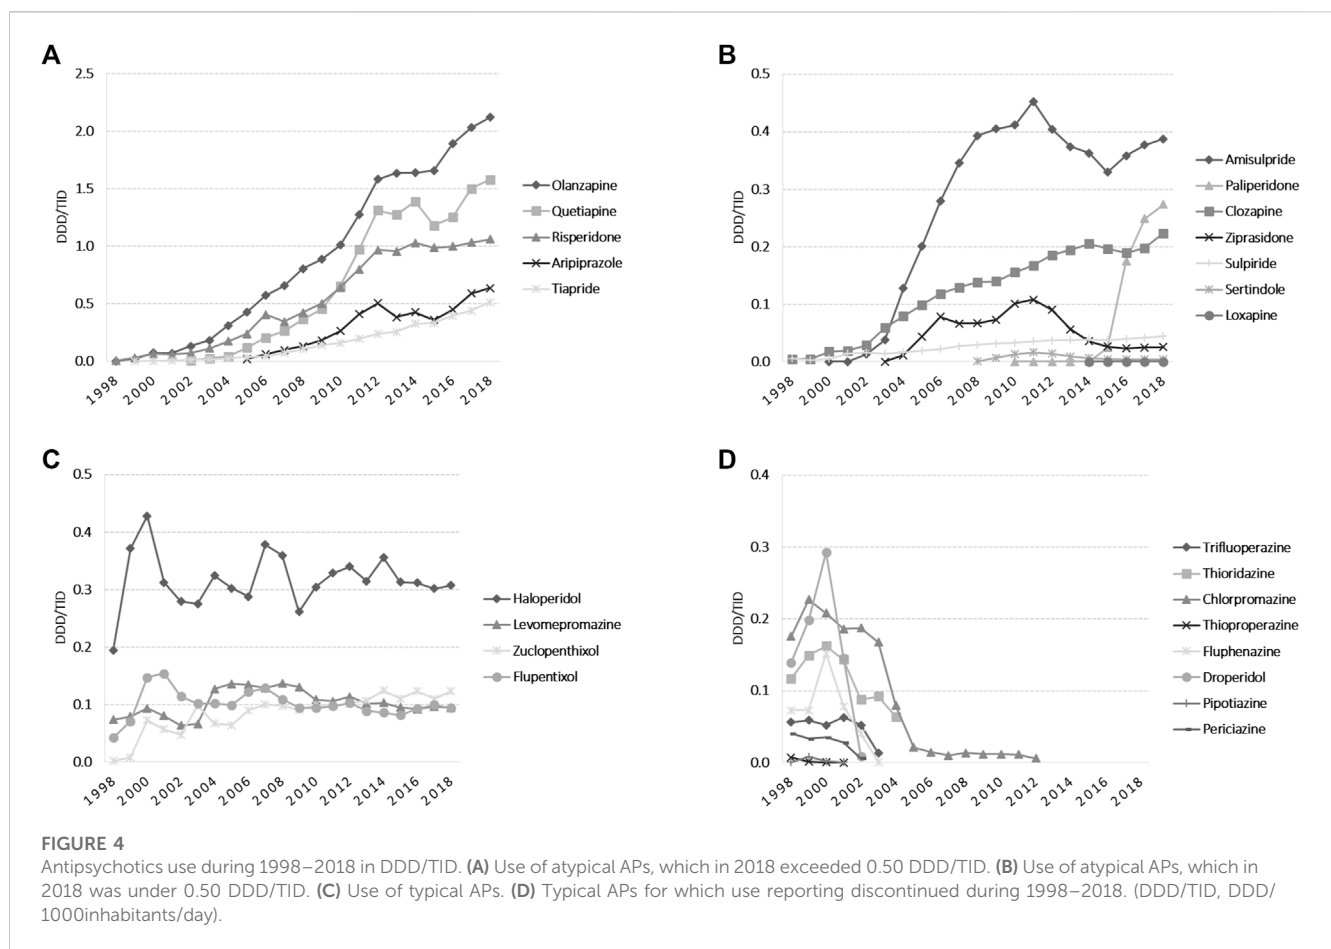 A
DDD/TID
2.5
2.0
1.5
1.0
0.5
0.0
1998
2000
2002
2004
2006
2008
2010
2012
2014
2016
2018
Olanzapine
Quetiapine
Risperidone
Aripiprazole
Tiapride
B
DDD/TID
0.5
0.4
0.3
0.2
0.1
0.0
1998
2000
2002
2004
2006
2008
2010
2012
2014
2016
2018
Amisulpride
Paliperidone
Clozapine
Ziprasidone
Sulpiride
Sertindole
Loxapine
C
DDD/TID
0.5
0.4
0.3
0.2
0.1
0.0
1998
2000
2002
2004
2006
2008
2010
2012
2014
2016
2018
Haloperidol
Levomepromazine
Zuclopenthixol
Flupentixol
D
DDD/TID
0.4
0.3
0.2
0.1
0.0
1998
2000
2002
2004
2006
2008
2010
2012
2014
2016
2018
Trifluoperazine
Thioridazine
Chlorpromazine
Thioproperazine
Fluphenazine
Droperidol
Pipotiazine
Periciazine
FIGURE 4
Antipsychotics use during 1998–2018 in DDD/TID. (A) Use of atypical APs, which in 2018 exceeded 0.50 DDD/TID. (B) Use of atypical APs, which in
2018 was under 0.50 DDD/TID. (C) Use of typical APs. (D) Typical APs for which use reporting discontinued during 1998–2018. (DDD/TID, DDD/
1000inhabitants/day).